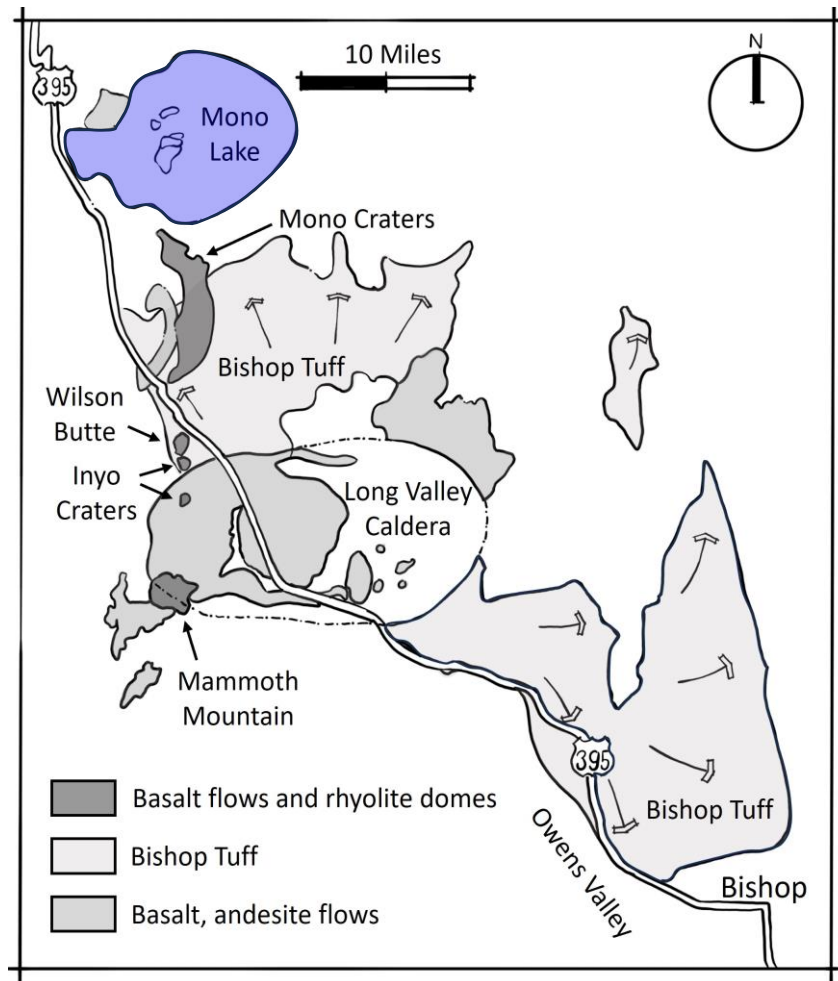 10 Miles
N
395
Mono
Lake
Mono Craters
Bishop Tuff
Wilson
Butte
Inyo
Craters
Long Valley
Caldera
Mammoth
Mountain
395
Bishop Tuff
Owens Valley
Bishop
Basalt flows and rhyolite domes
Bishop Tuff
Basalt, andesite flows